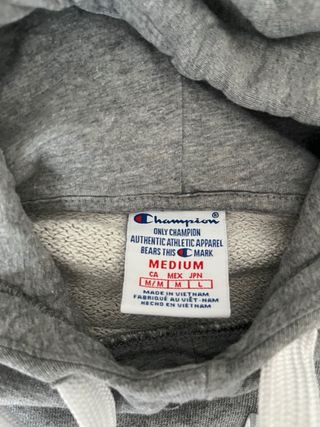 Champion®
ONLY CHAMPION
AUTHENTIC ATHLETIC APPAREL
BEARS THIS C MARK
MEDIUM
CA MEX JPN
M/M M L
MADE IN VIETNAM
FABRIQUÉ AU VIÊT-NAM
HECHO EN VIÉTNAM